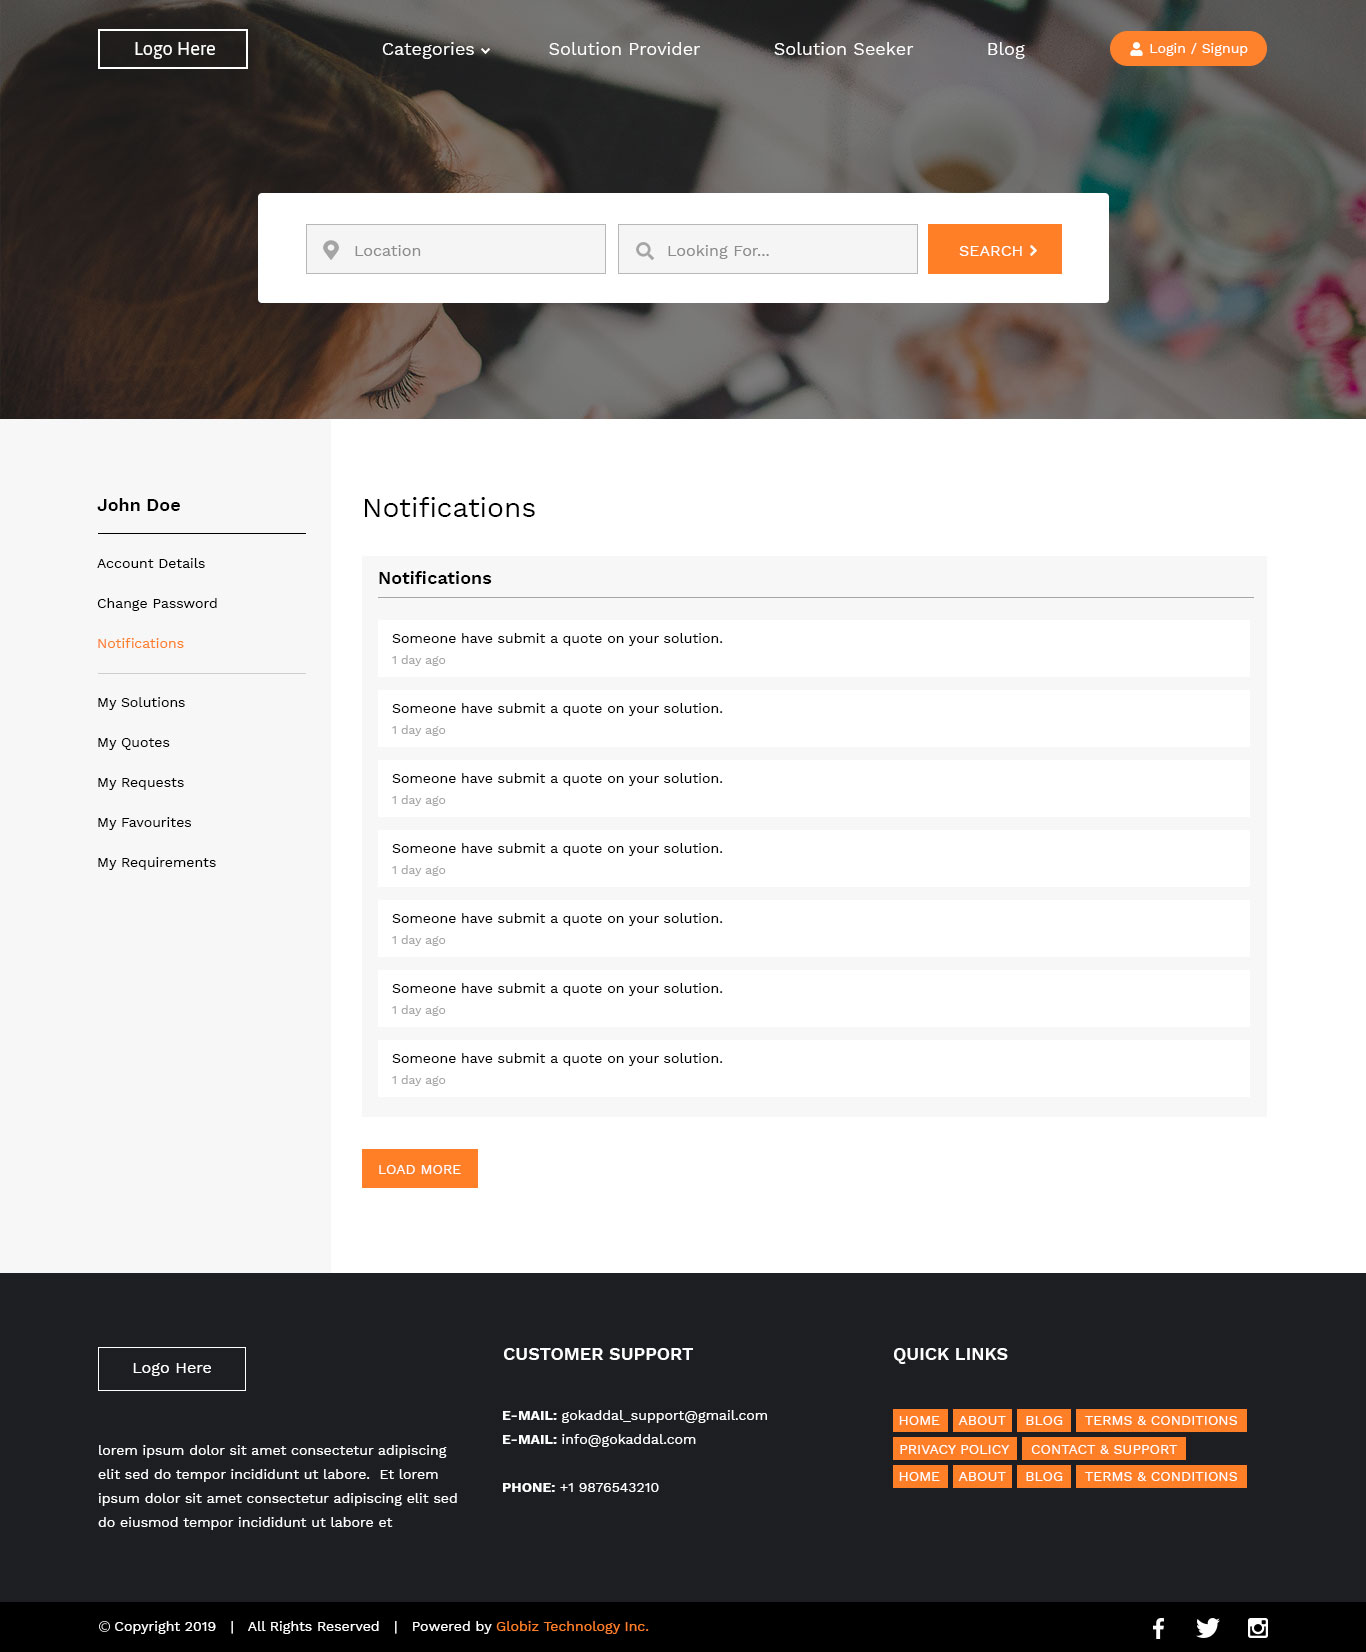 Logo Here
Categories
Solution Provider
Solution Seeker
Blog
Login / Signup
Location
Looking For...
SEARCH
John Doe
Account Details
Change Password
Notifications
My Solutions
My Quotes
My Requests
My Favourites
My Requirements
Notifications
Notifications
Someone have submit a quote on your solution.
1 day ago
Someone have submit a quote on your solution.
1 day ago
Someone have submit a quote on your solution.
1 day ago
Someone have submit a quote on your solution.
1 day ago
Someone have submit a quote on your solution.
1 day ago
Someone have submit a quote on your solution.
1 day ago
Someone have submit a quote on your solution.
1 day ago
LOAD MORE
Logo Here
lorem ipsum dolor sit amet consectetur adipiscing
elit sed do tempor incididunt ut labore.  Et lorem
ipsum dolor sit amet consectetur adipiscing elit sed
do eiusmod tempor incididunt ut labore et
CUSTOMER SUPPORT
E-MAIL: gokaddal_support@gmail.com
E-MAIL: info@gokaddal.com
PHONE: +1 9876543210
QUICK LINKS
HOME ABOUT BLOG TERMS & CONDITIONS
PRIVACY POLICY CONTACT & SUPPORT
HOME ABOUT BLOG TERMS & CONDITIONS
© Copyright 2019 | All Rights Reserved | Powered by Globiz Technology Inc.